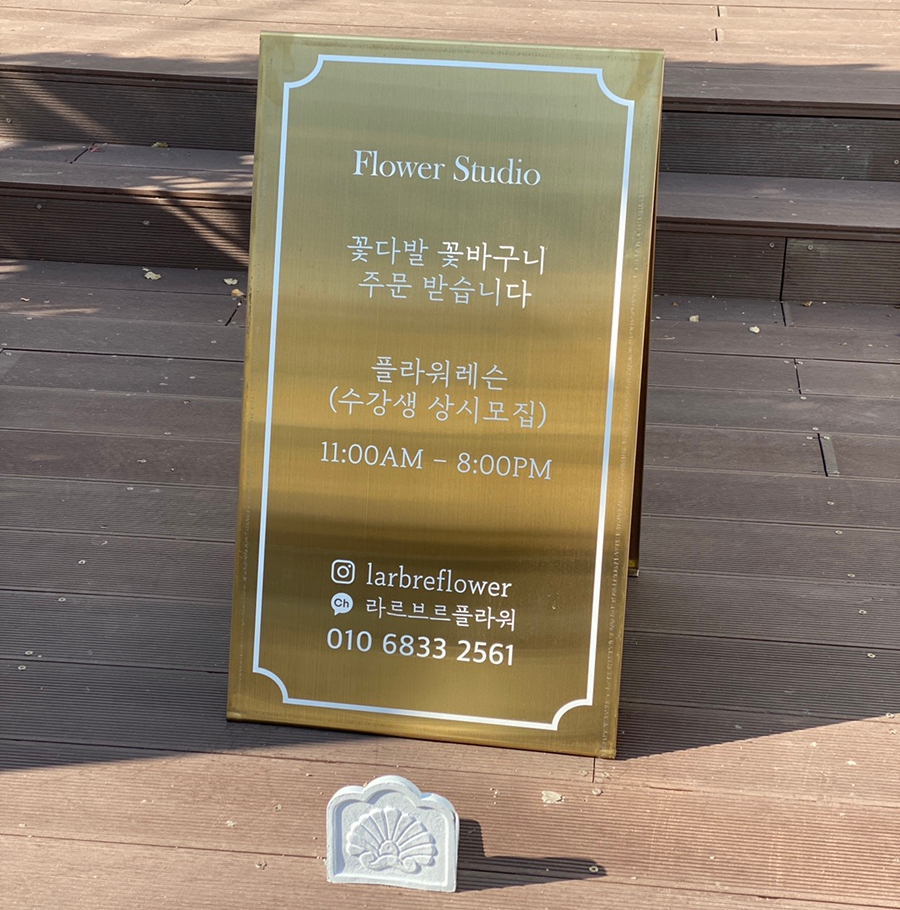 Flower Studio
꽃다발 꽃바구니
주문 받습니다
플라워레슨
(수강생 상시모집)
11:00AM – 8:00PM
larbreflower
Ch 라르브르플라워
010 6833 2561